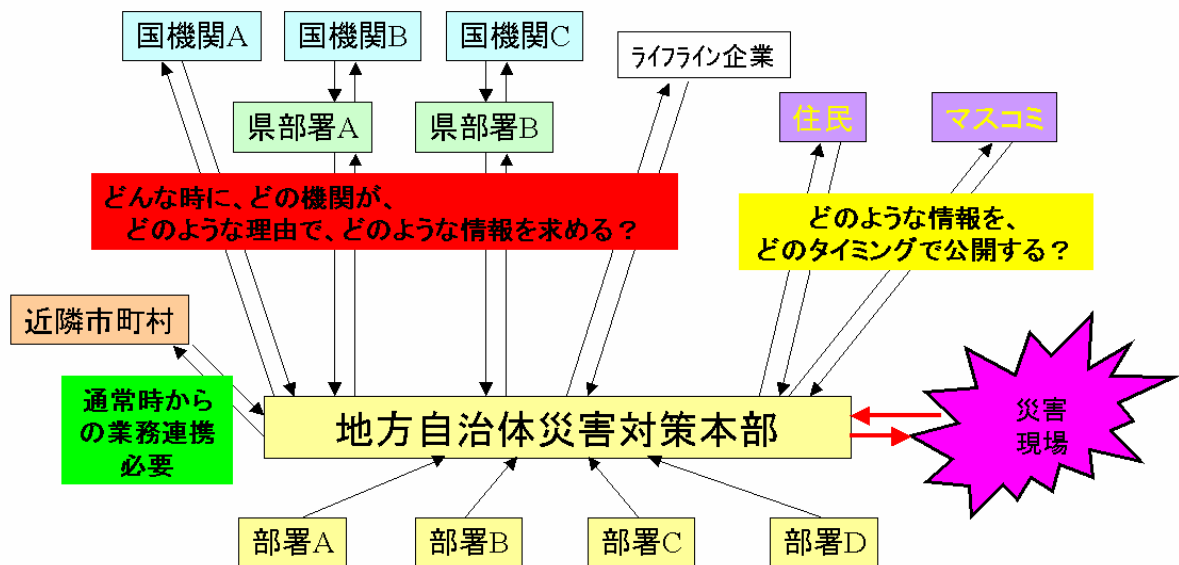 国機関A
国機関B
国機関C
ライフライン企業
県部署A
県部署B
住民
マスコミ
どんな時に、どの機関が、
どのような理由で、どのような情報を求める？
どのような情報を、
どのタイミングで公開する？
近隣市町村
通常時から
の業務連携
必要
地方自治体災害対策本部
災害
現場
部署A
部署B
部署C
部署D